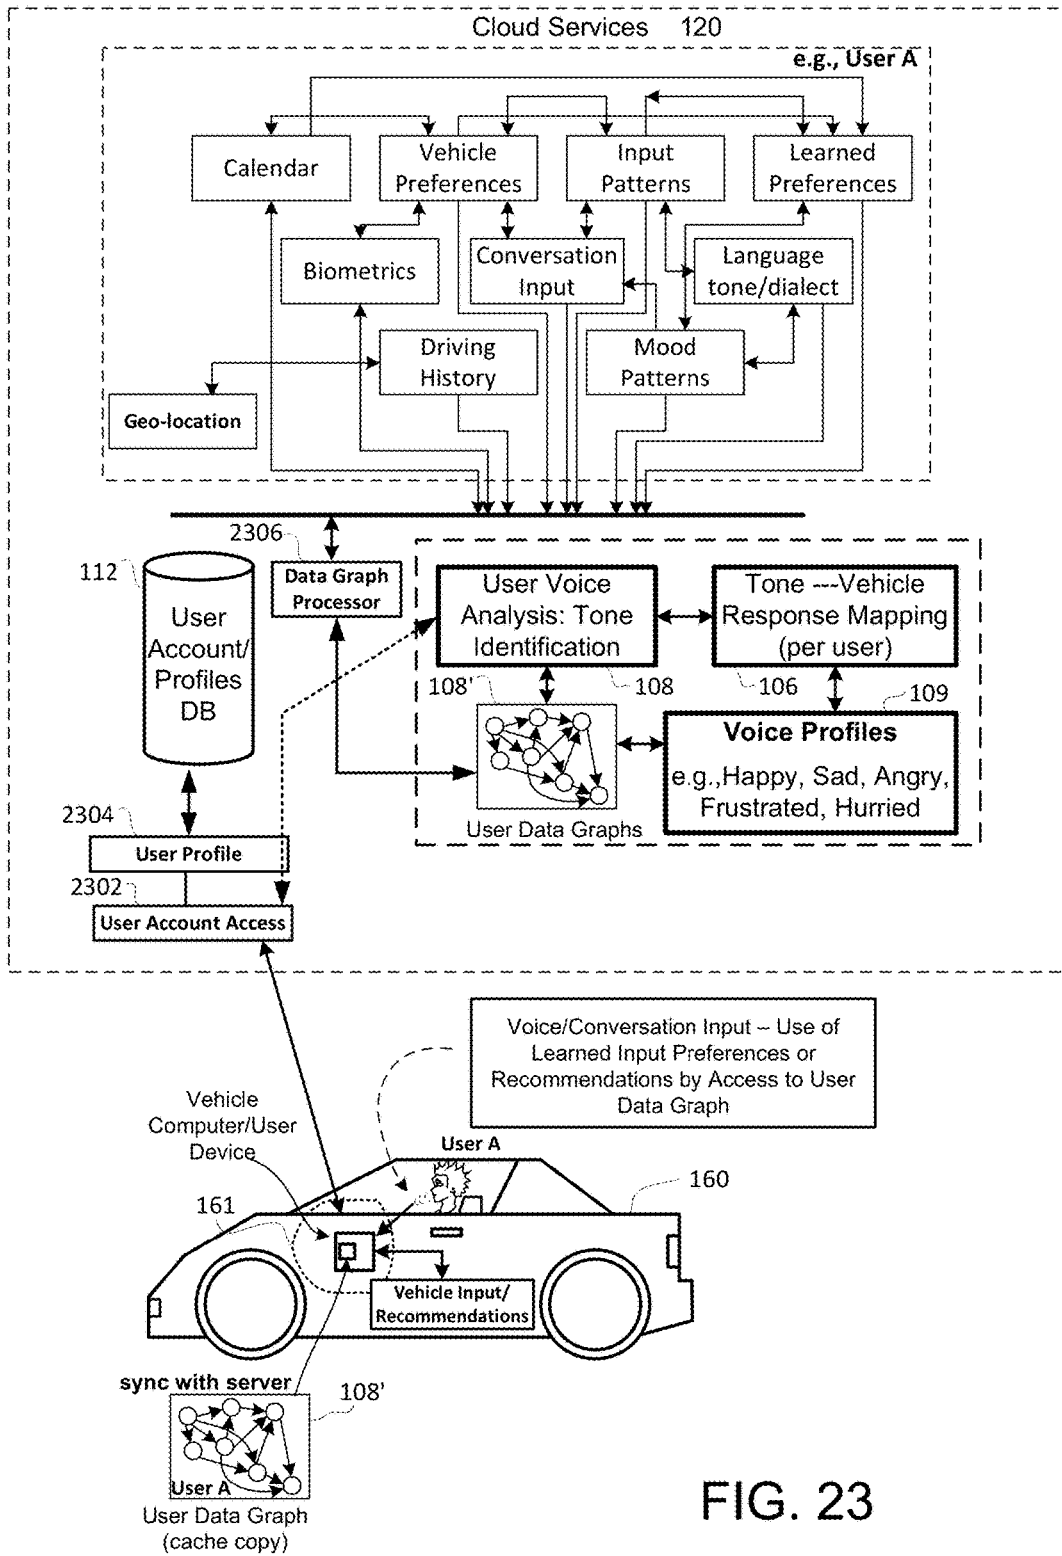 Cloud Services 120
e.g., User A
Calendar
Vehicle
Preferences
Input
Patterns
Learned
Preferences
Biometrics
Conversation
Input
Language
tone/dialect
Driving
History
Mood
Patterns
Geo-location
2306
112
Data Graph
Processor
User
Account/
Profiles
DB
User Voice
Analysis: Tone
Identification
Tone ---Vehicle
Response Mapping
(per user)
108'
108
106
109
Voice Profiles
e.g.,Happy, Sad, Angry,
Frustrated, Hurried
User Data Graphs
2304
User Profile
2302
User Account Access
Voice/Conversation Input – Use of
Learned Input Preferences or
Recommendations by Access to User
Data Graph
Vehicle
Computer/User
Device
User A
160
161
Vehicle Input/
Recommendations
sync with server
108'
User A
User Data Graph
(cache copy)
FIG. 23